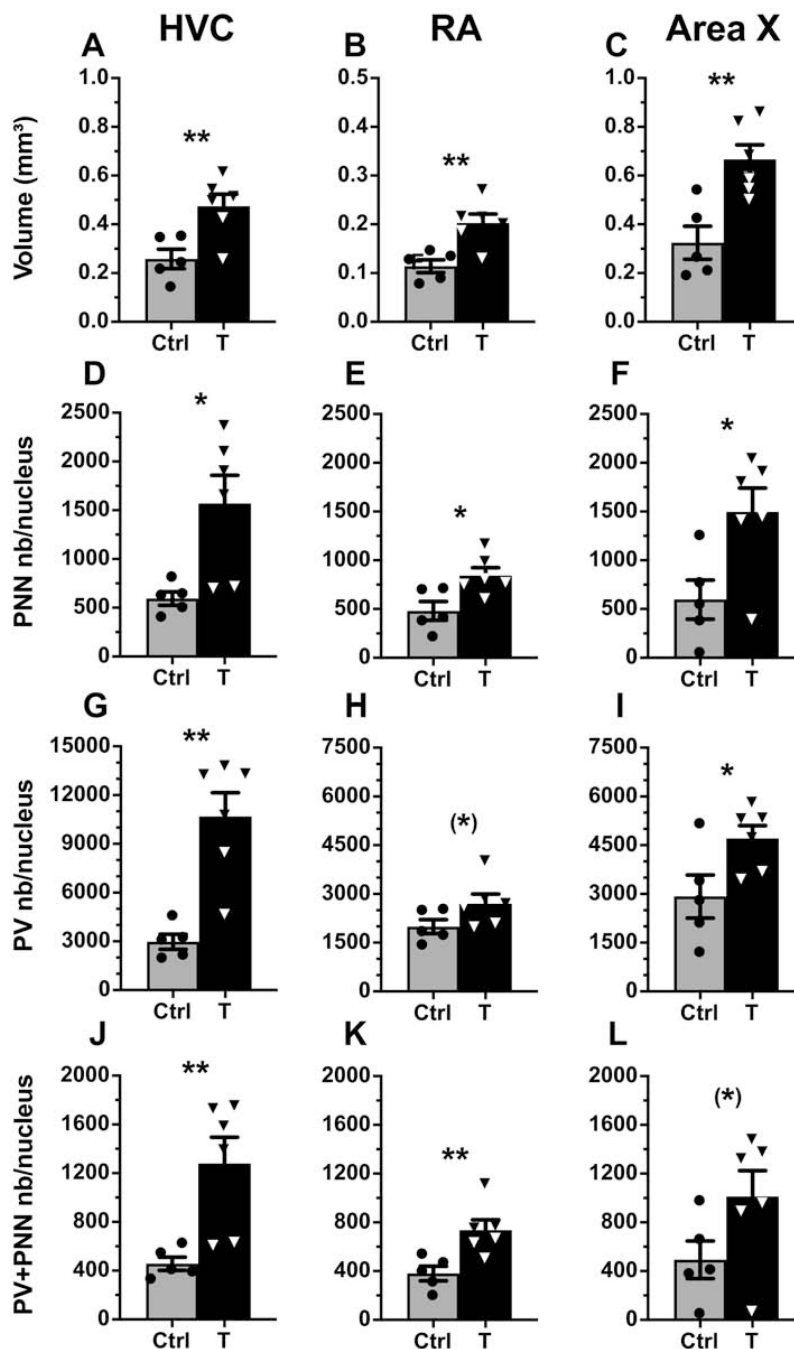 HVC RA Area X
A B C
Volume (mm³)
1.0 0.5 1.0
** ** **
0.8 0.4 0.8
0.6 0.3 0.6
0.4 0.2 0.4
0.2 0.1 0.2
0.0 0.0 0.0
Ctrl T Ctrl T Ctrl T
D E F
PNN nb/nucleus
* * *
2500 2500 2500
2000 2000 2000
1500 1500 1500
1000 1000 1000
500 500 500
0 0 0
Ctrl T Ctrl T Ctrl T
G H I
PV nb/nucleus
** (*) *
15000 7500 7500
12000 6000 6000
9000 4500 4500
6000 3000 3000
3000 1500 1500
0 0 0
Ctrl T Ctrl T Ctrl T
J K L
PV+PNN nb/nucleus
** ** (*)
2000 2000 2000
1600 1600 1600
1200 1200 1200
800 800 800
400 400 400
0 0 0
Ctrl T Ctrl T Ctrl T